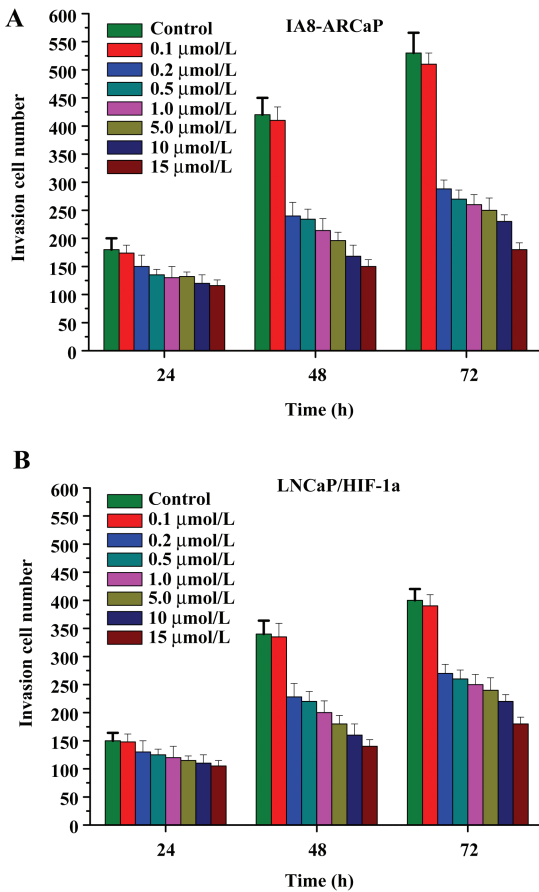 A
IA8-ARCaP
Invasion cell number
600
550
500
450
400
350
300
250
200
150
100
50
0
Control
0.1 μmol/L
0.2 μmol/L
0.5 μmol/L
1.0 μmol/L
5.0 μmol/L
10 μmol/L
15 μmol/L
24 48 72
Time (h)
B
LNCaP/HIF-1a
Invasion cell number
600
550
500
450
400
350
300
250
200
150
100
50
0
Control
0.1 μmol/L
0.2 μmol/L
0.5 μmol/L
1.0 μmol/L
5.0 μmol/L
10 μmol/L
15 μmol/L
24 48 72
Time (h)